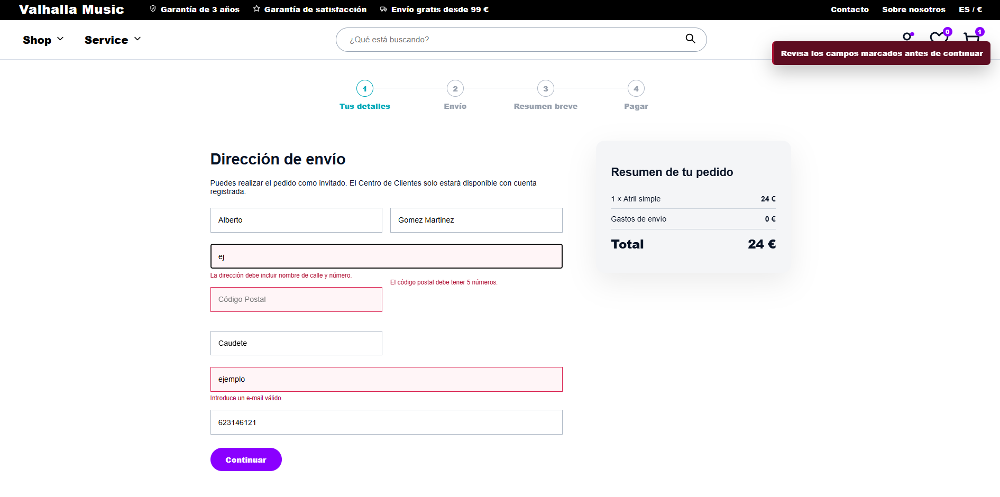 Valhalla Music
Garantía de 3 años
Garantía de satisfacción
Envío gratis desde 99 €
Contacto
Sobre nosotros
ES / €
Shop
Service
¿Qué está buscando?
0
1
Revisa los campos marcados antes de continuar
1
2
3
4
Tus detalles
Envío
Resumen breve
Pagar
Dirección de envío
Puedes realizar el pedido como invitado. El Centro de Clientes solo estará disponible con cuenta
registrada.
Alberto
Gomez Martinez
ej
La dirección debe incluir nombre de calle y número.
El código postal debe tener 5 números.
Código Postal
Caudete
ejemplo
Introduce un e-mail válido.
623146121
Continuar
Resumen de tu pedido
1 × Atril simple 24 €
Gastos de envío 0 €
Total 24 €